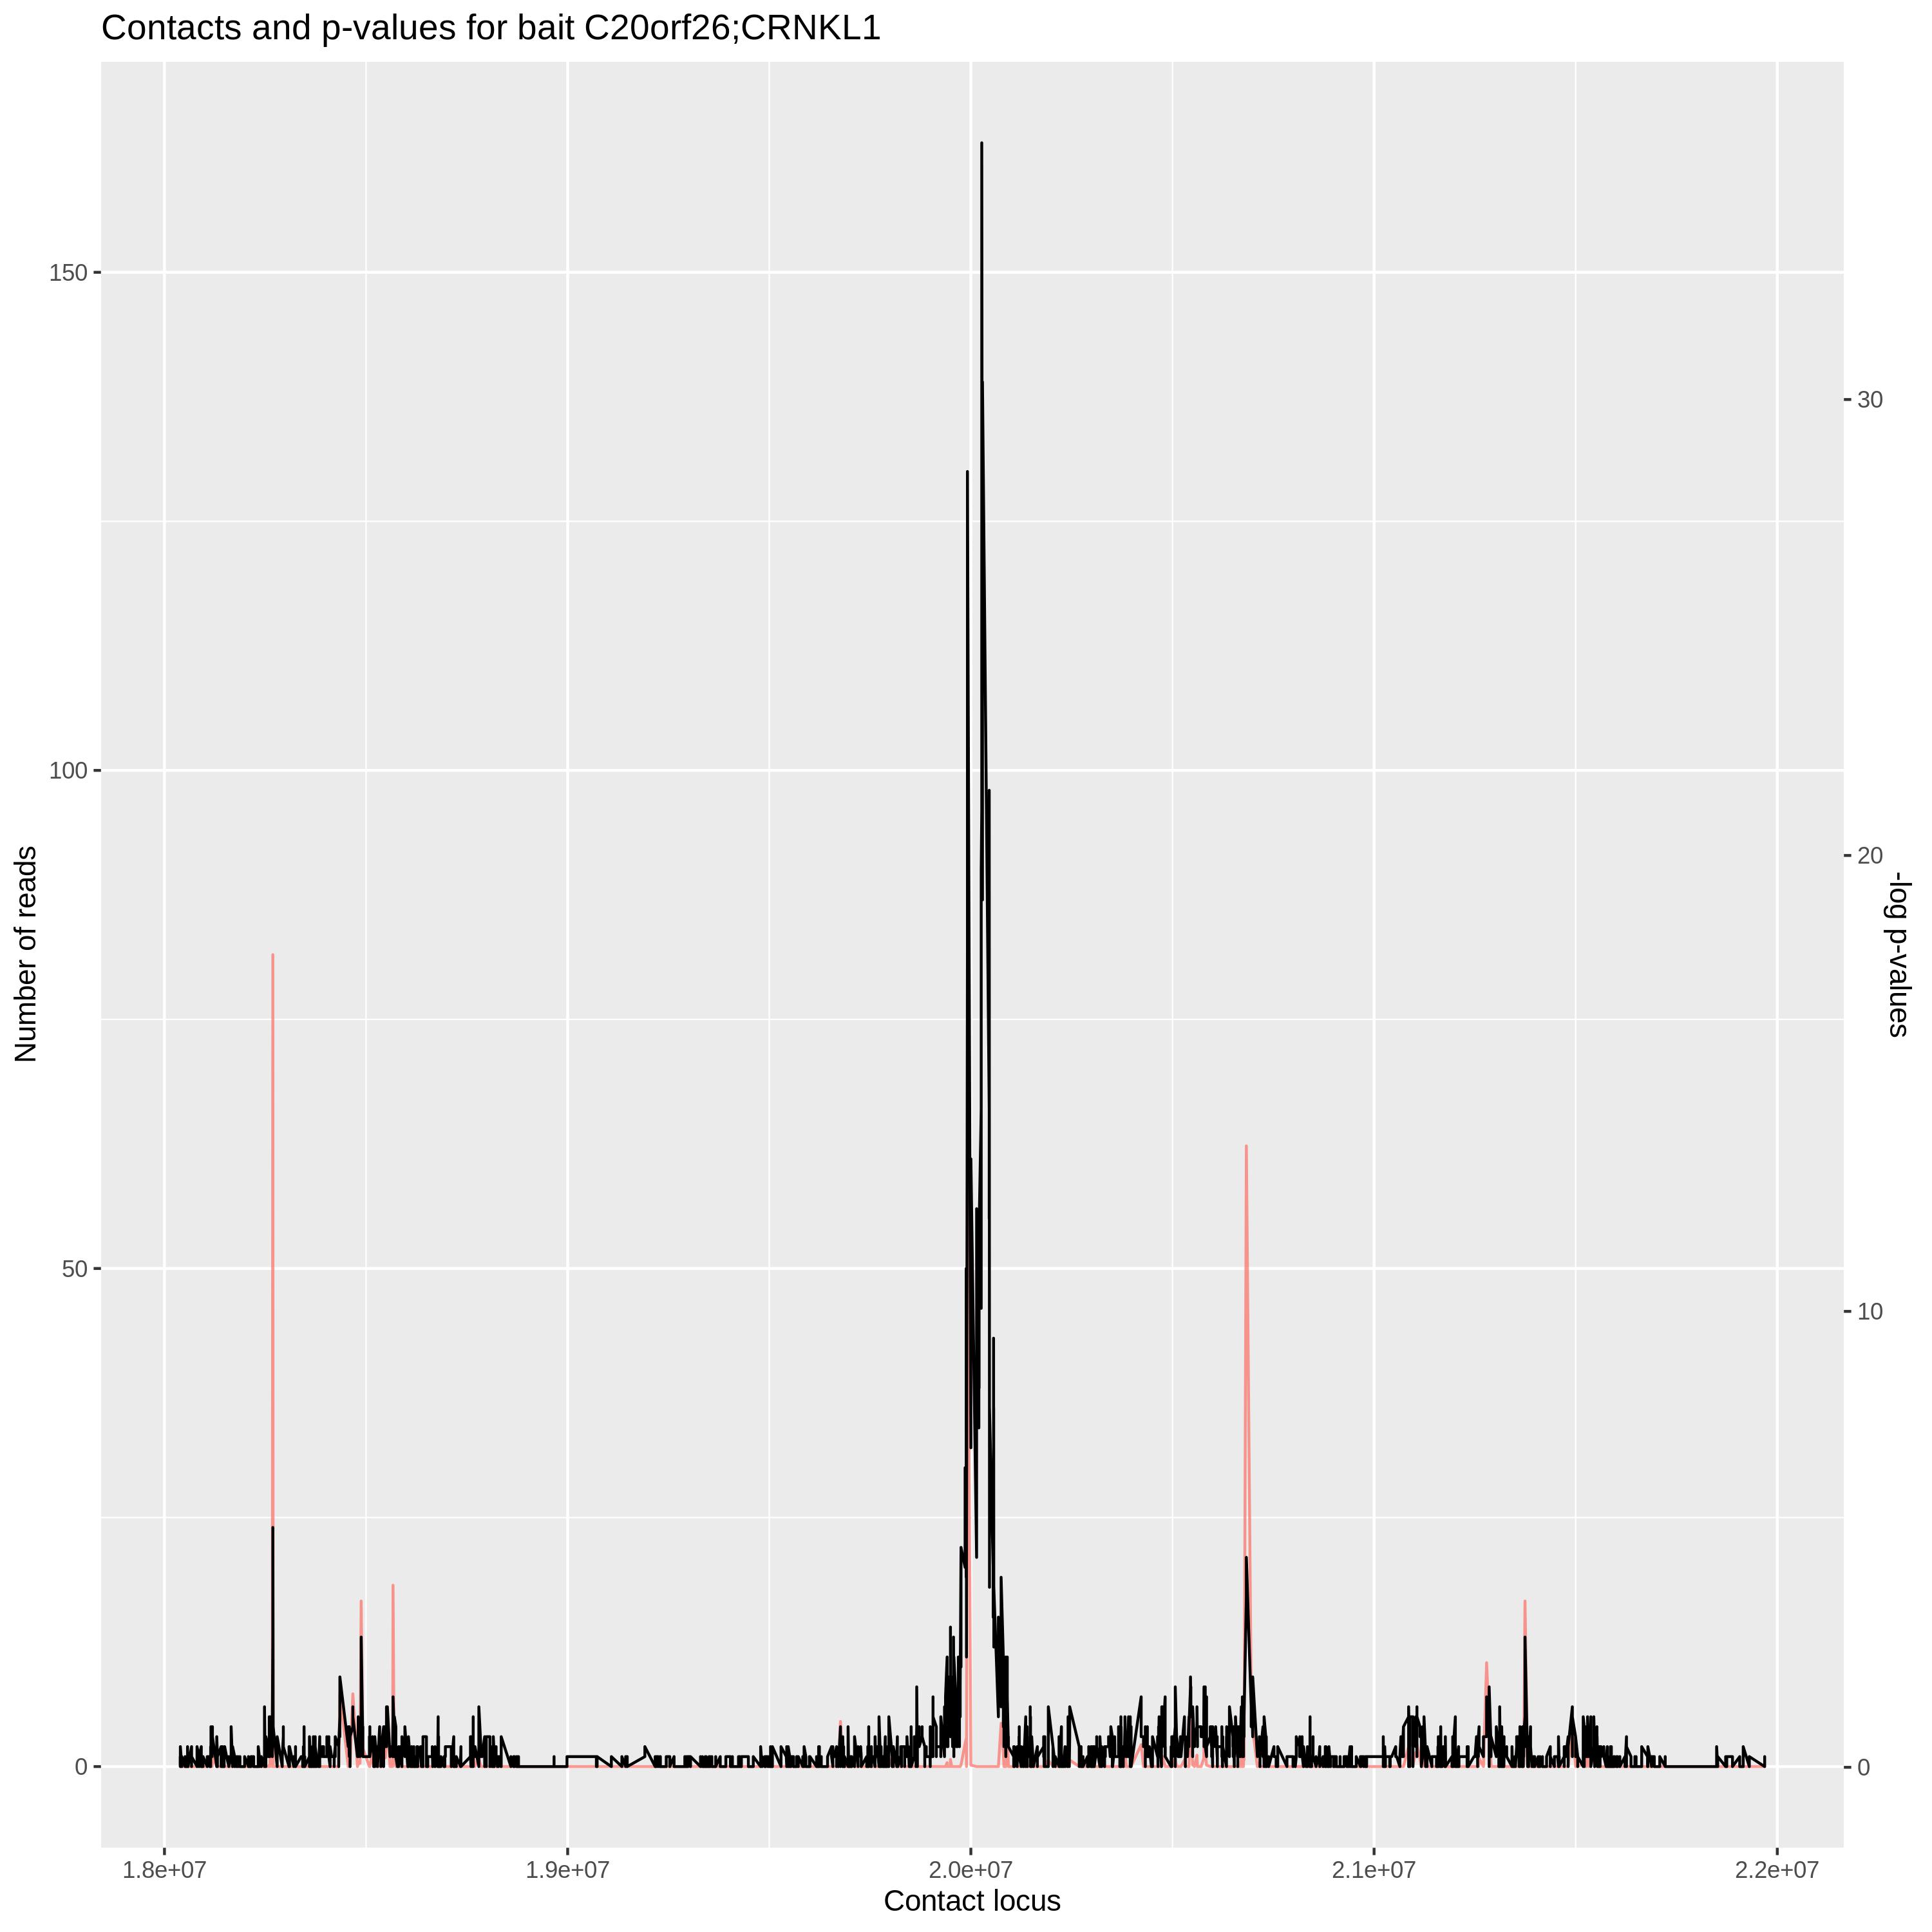 Contacts and p-values for bait C20orf26;CRNKL1
150
100
50
0
Number of reads
30
20
10
0
-log p-values
1.8e+07
1.9e+07
2.0e+07
2.1e+07
2.2e+07
Contact locus